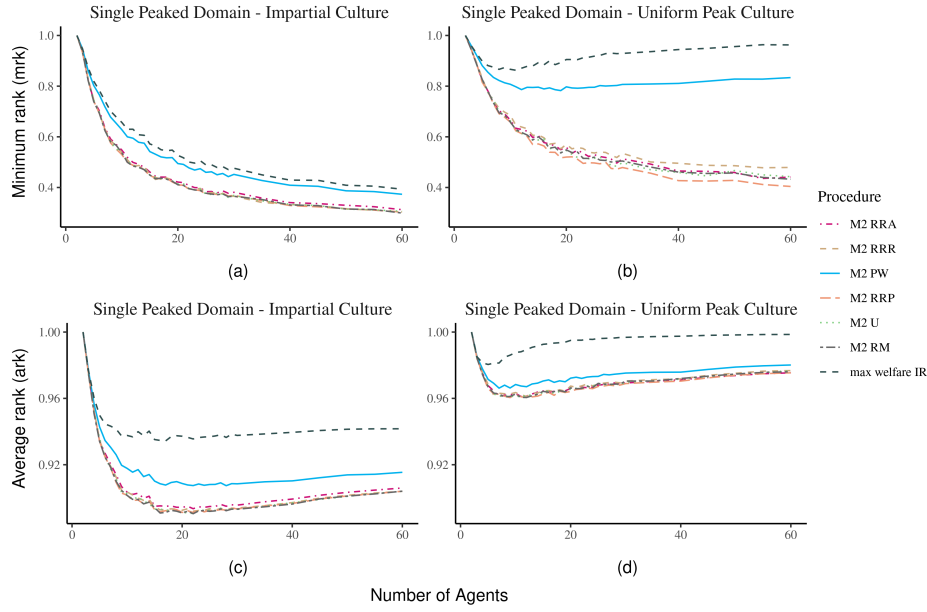 Single Peaked Domain - Impartial Culture
Single Peaked Domain - Uniform Peak Culture
Minimum rank (mrk)
1.0
0.8
0.6
0.4
0
20
40
60
(a)
1.0
0.8
0.6
0.4
0
20
40
60
(b)
Single Peaked Domain - Impartial Culture
Single Peaked Domain - Uniform Peak Culture
Average rank (ark)
1.00
0.96
0.92
0
20
40
60
(c)
1.00
0.96
0.92
0
20
40
60
(d)
Number of Agents
Procedure
M2 RRA
M2 RRR
M2 PW
M2 RRP
M2 U
M2 RM
max welfare IR